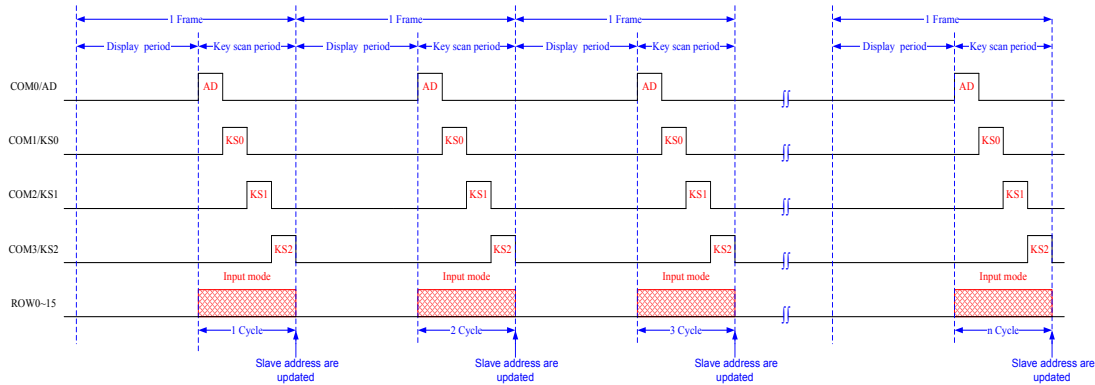 1 Frame 1 Frame 1 Frame 1 Frame
Display period Key scan period Display period Key scan period Display period Key scan period Display period Key scan period
COM0/AD AD AD AD AD
COM1/KS0 KS0 KS0 KS0 KS0
COM2/KS1 KS1 KS1 KS1 KS1
COM3/KS2 KS2 KS2 KS2 KS2
Input mode Input mode Input mode Input mode
ROW0~15
1 Cycle 2 Cycle 3 Cycle n Cycle
Slave address are Slave address are Slave address are Slave address are
updated updated updated updated